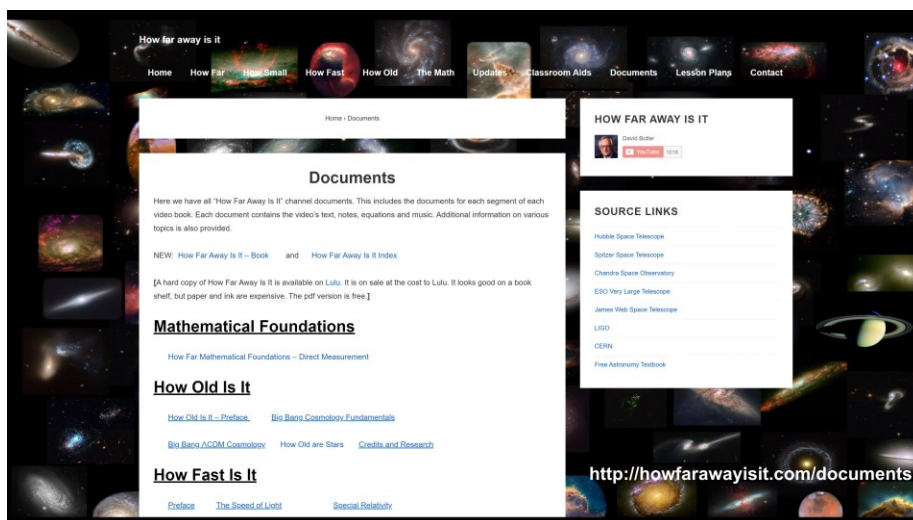 How far away is it
Home How Far How Small How Fast How Old The Math Updates Classroom Aids Documents Lesson Plans Contact
Home › Documents
Documents
Here we have all “How Far Away Is It” channel documents. This includes the documents for each segment of each
video book. Each document contains the video's text, notes, equations and music. Additional information on various
topics is also provided.
NEW: How Far Away Is It – Book and How Far Away Is It Index
[A hard copy of How Far Away Is It is available on Lulu. It is on sale at the cost to Lulu. It looks good on a book
shelf, but paper and ink are expensive. The pdf version is free.]
Mathematical Foundations
How Far Mathematical Foundations – Direct Measurement
How Old Is It
How Old Is It – Preface Big Bang Cosmology Fundamentals
Big Bang ΛCDM Cosmology How Old are Stars Credits and Research
How Fast Is It
Preface The Speed of Light Special Relativity
HOW FAR AWAY IS IT
David Butler
YouTube
SOURCE LINKS
Hubble Space Telescope
Spitzer Space Telescope
Chandra Space Observatory
ESO Very Large Telescope
James Web Space Telescope
LIGO
CERN
Free Astronomy Textbook
http://howfarawayisit.com/documents